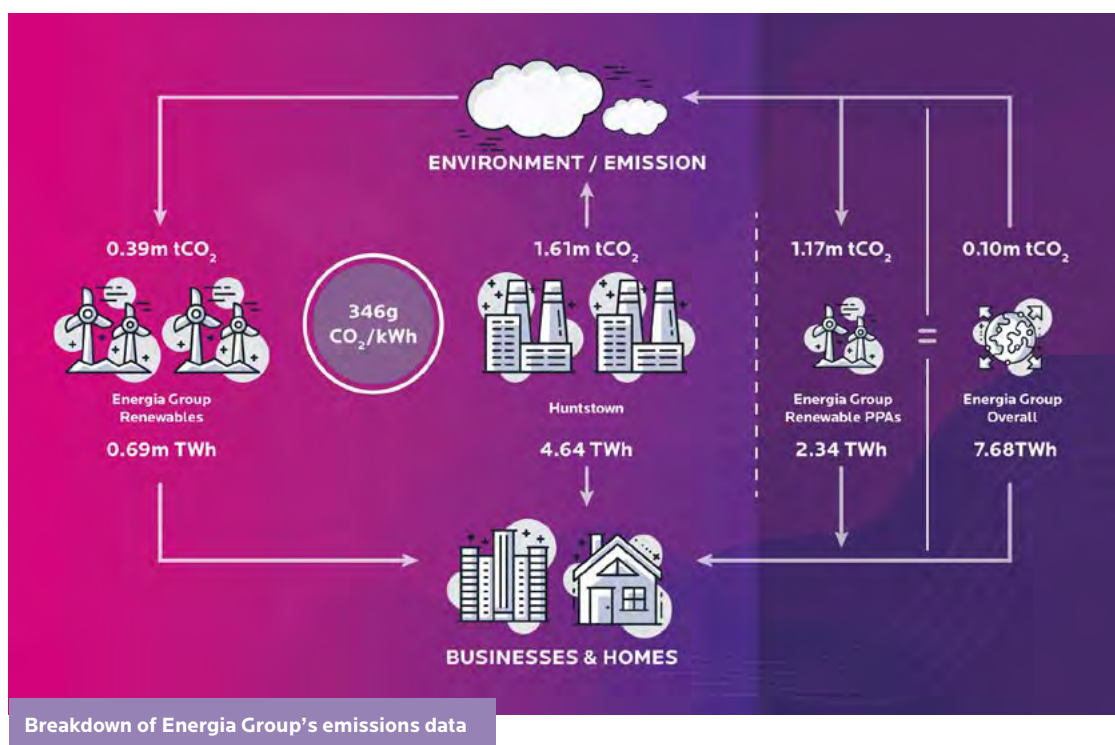 ENVIRONMENT / EMISSION
0.39m tCO₂
346g
CO₂/kWh
1.61m tCO₂
1.17m tCO₂
=
0.10m tCO₂
Energia Group
Renewables
0.69m TWh
Huntstown
4.64 TWh
Energia Group
Renewable PPAs
2.34 TWh
Energia Group
Overall
7.68TWh
BUSINESSES & HOMES
Breakdown of Energia Group’s emissions data